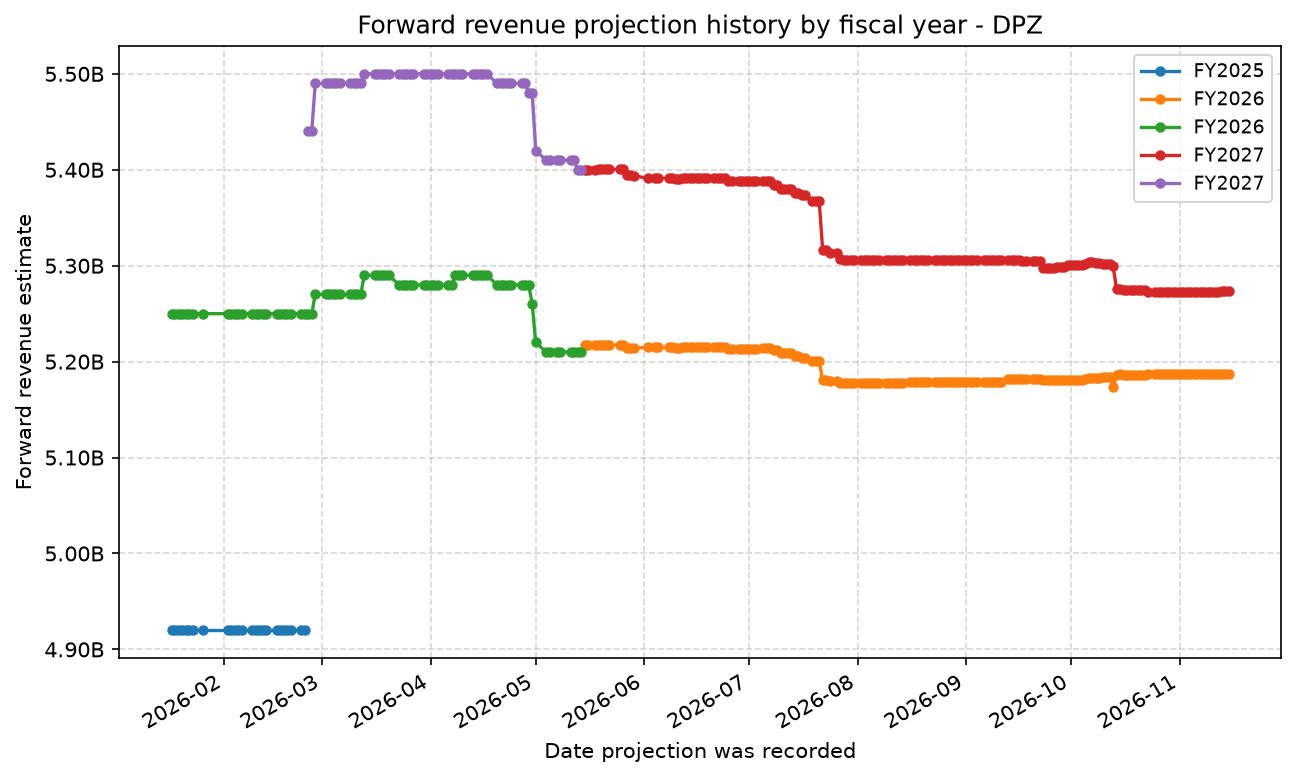 Forward revenue projection history by fiscal year - DPZ
FY2025
FY2026
FY2026
FY2027
FY2027
Forward revenue estimate
5.50B
5.40B
5.30B
5.20B
5.10B
5.00B
4.90B
2026-02
2026-03
2026-04
2026-05
2026-06
2026-07
2026-08
2026-09
2026-10
2026-11
Date projection was recorded